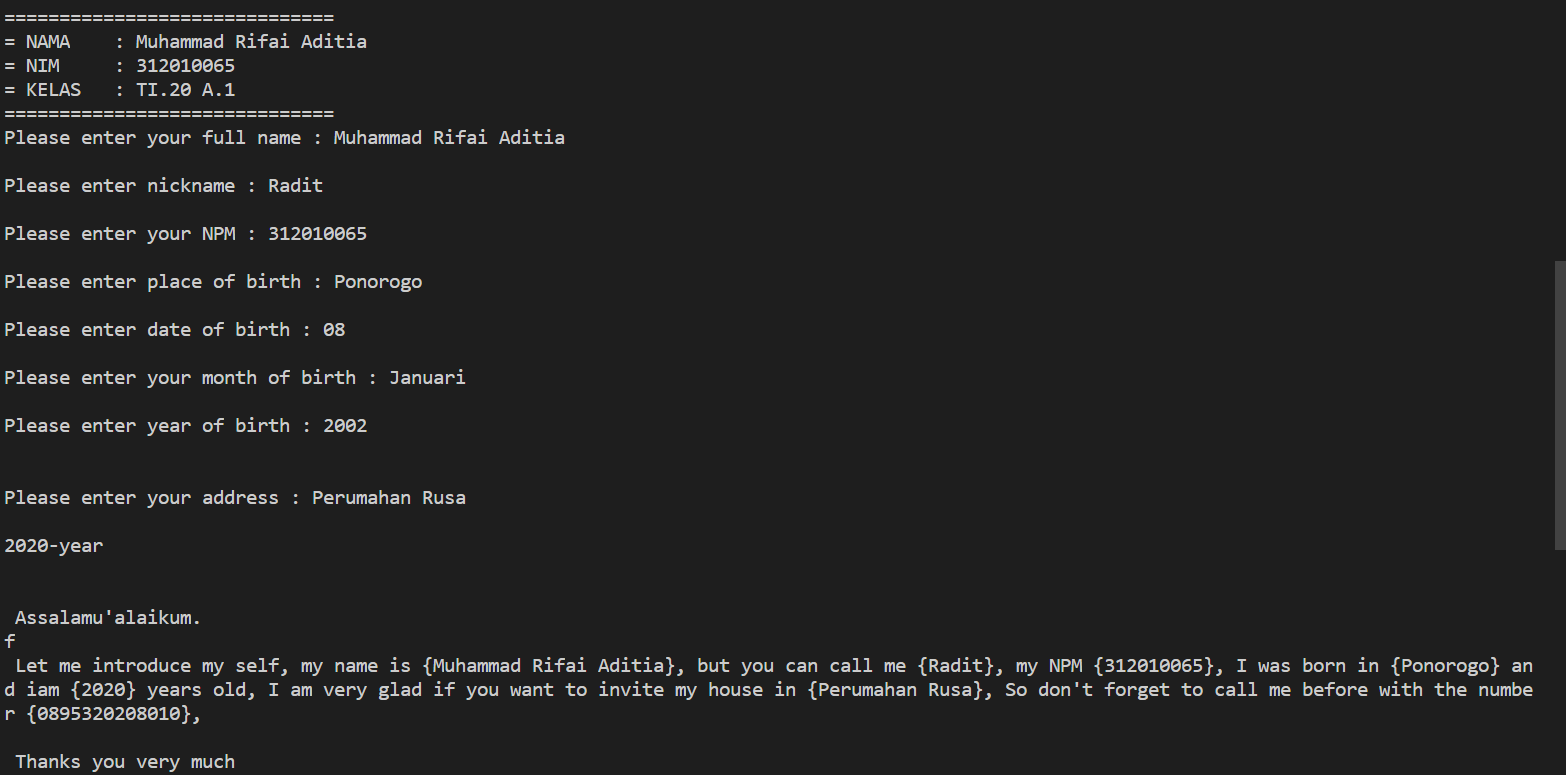 ==============================
= NAMA    : Muhammad Rifai Aditia
= NIM     : 312010065
= KELAS   : TI.20 A.1
==============================
Please enter your full name : Muhammad Rifai Aditia
Please enter nickname : Radit
Please enter your NPM : 312010065
Please enter place of birth : Ponorogo
Please enter date of birth : 08
Please enter your month of birth : Januari
Please enter year of birth : 2002
Please enter your address : Perumahan Rusa
2020-year
Assalamu'alaikum.
f
Let me introduce my self, my name is {Muhammad Rifai Aditia}, but you can call me {Radit}, my NPM {312010065}, I was born in {Ponorogo} an
d iam {2020} years old, I am very glad if you want to invite my house in {Perumahan Rusa}, So don't forget to call me before with the numbe
r {0895320208010},
Thanks you very much